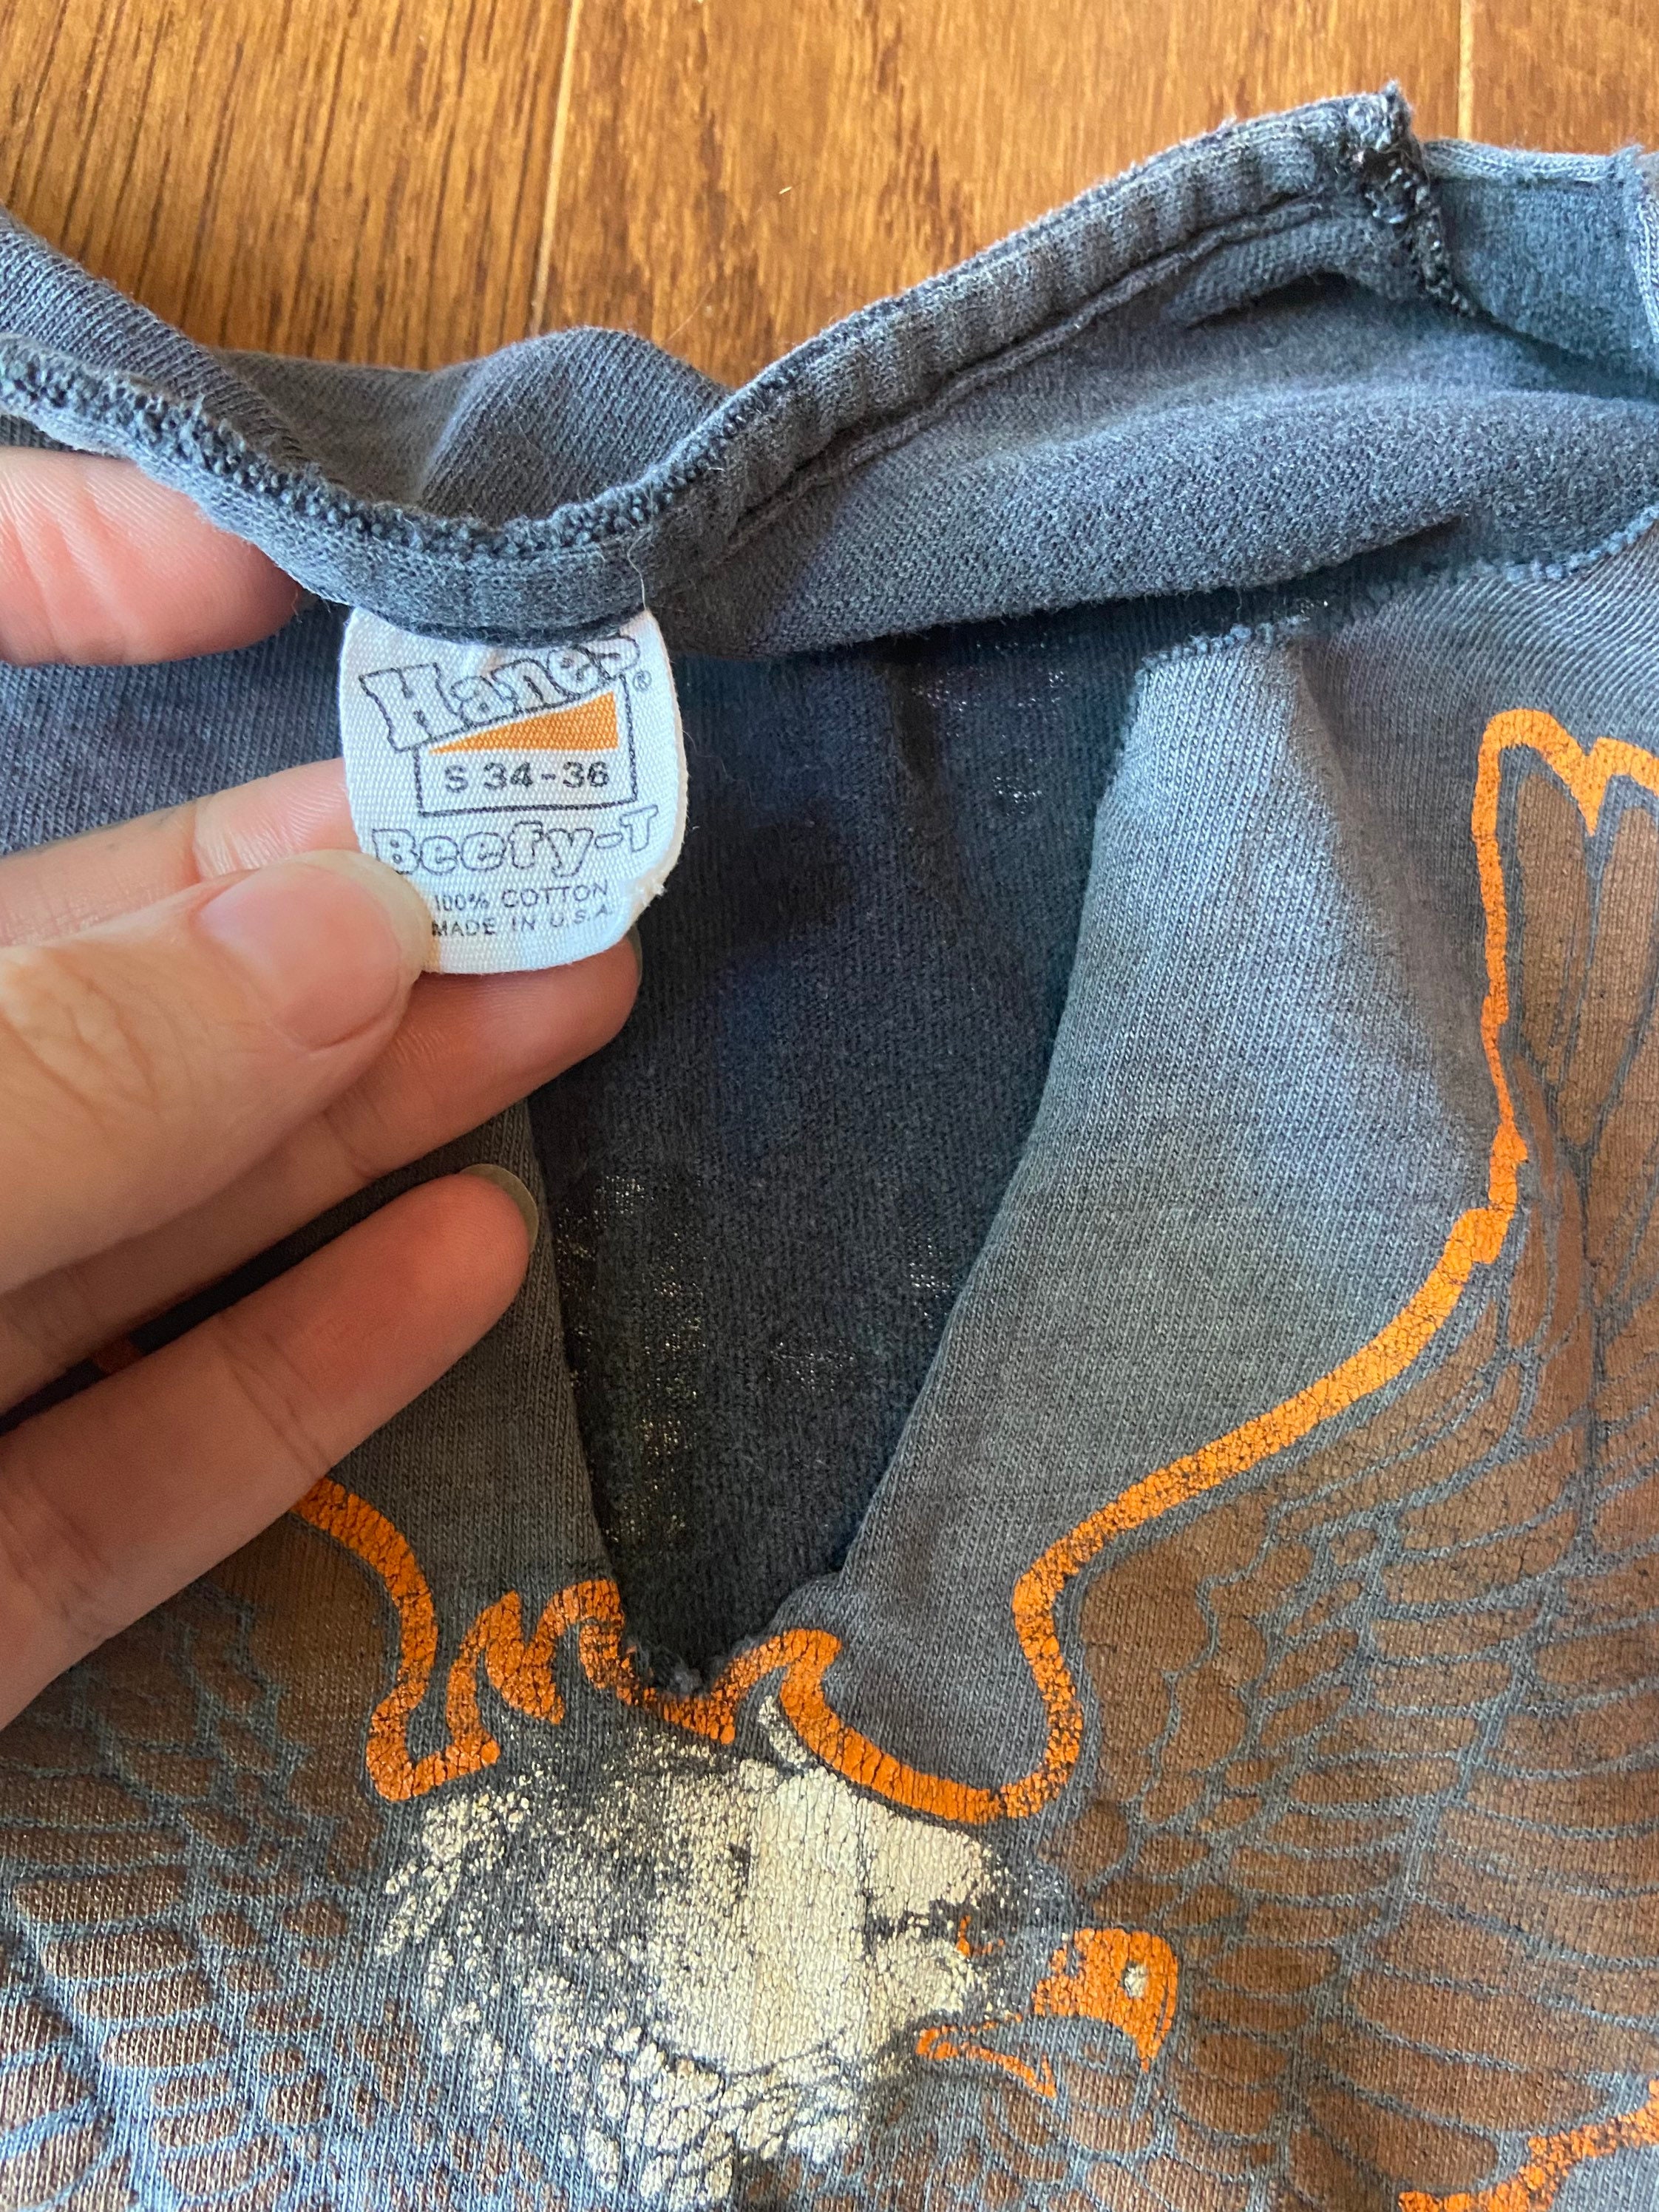 Hanes®
S 34-36
Beefy-T
100% COTTON
MADE IN U.S.A.